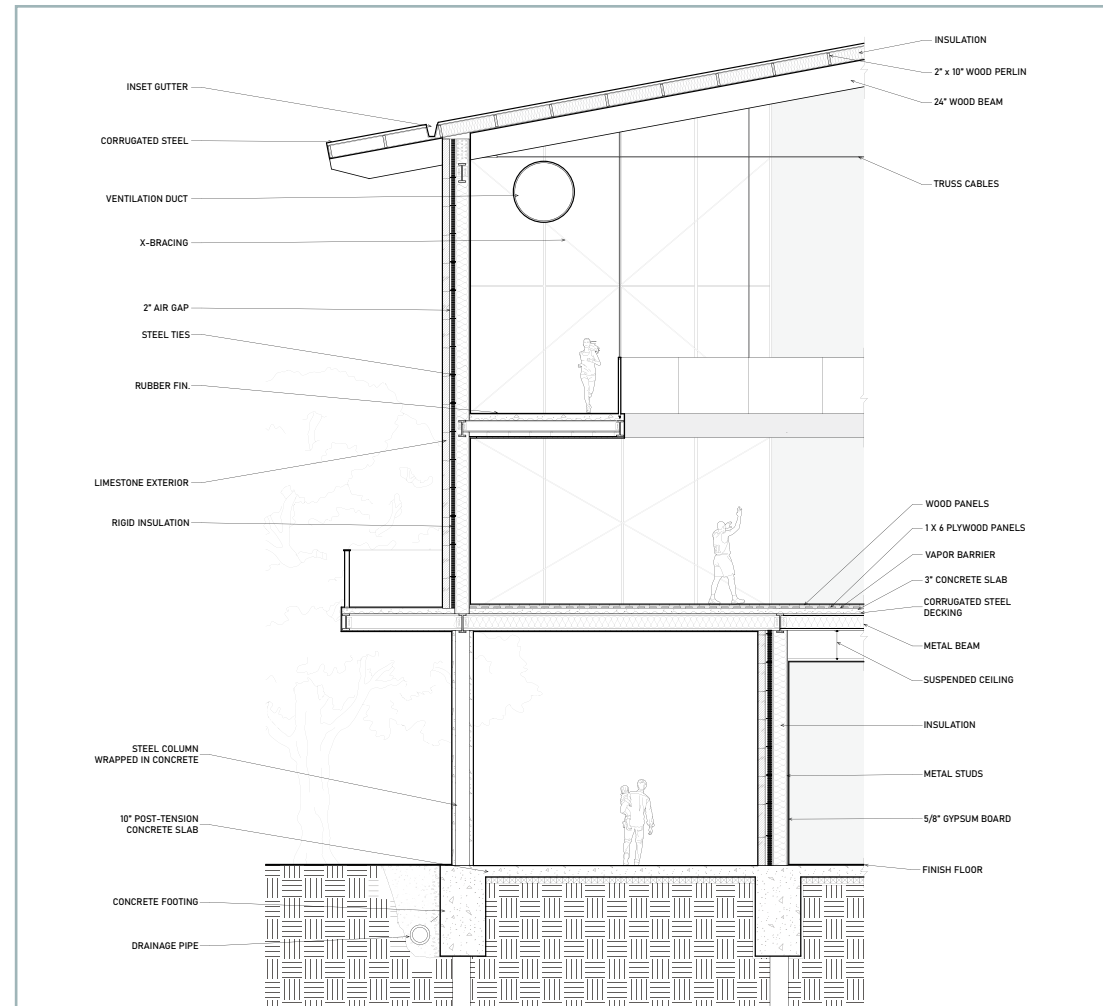 INSET GUTTER
CORRUGATED STEEL
VENTILATION DUCT
X-BRACING
2" AIR GAP
STEEL TIES
RUBBER FIN.
LIMESTONE EXTERIOR
RIGID INSULATION
STEEL COLUMN
WRAPPED IN CONCRETE
10" POST-TENSION
CONCRETE SLAB
CONCRETE FOOTING
DRAINAGE PIPE
INSULATION
2" x 10" WOOD PERLIN
24" WOOD BEAM
TRUSS CABLES
WOOD PANELS
1 X 6 PLYWOOD PANELS
VAPOR BARRIER
3" CONCRETE SLAB
CORRUGATED STEEL
DECKING
METAL BEAM
SUSPENDED CEILING
INSULATION
METAL STUDS
5/8" GYPSUM BOARD
FINISH FLOOR